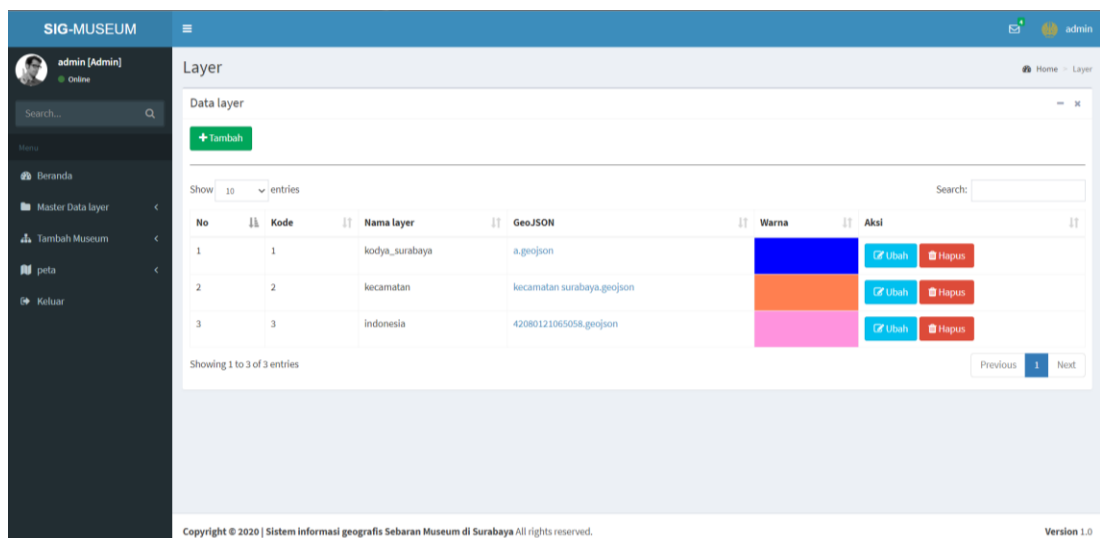 SIG-MUSEUM
4
admin
admin [Admin]
Online
Search...
Menu
Beranda
Master Data layer
Tambah Museum
peta
Keluar
Layer
Home > Layer
Data layer
Tambah
Show 10 entries
Search:
No Kode Nama layer GeoJSON Warna Aksi
1 1 kodya_surabaya a.geojson Ubah Hapus
2 2 kecamatan kecamatan surabaya.geojson Ubah Hapus
3 3 indonesia 42080121065058.geojson Ubah Hapus
Showing 1 to 3 of 3 entries
Previous 1 Next
Copyright © 2020 | Sistem informasi geografis Sebaran Museum di Surabaya All rights reserved.
Version 1.0